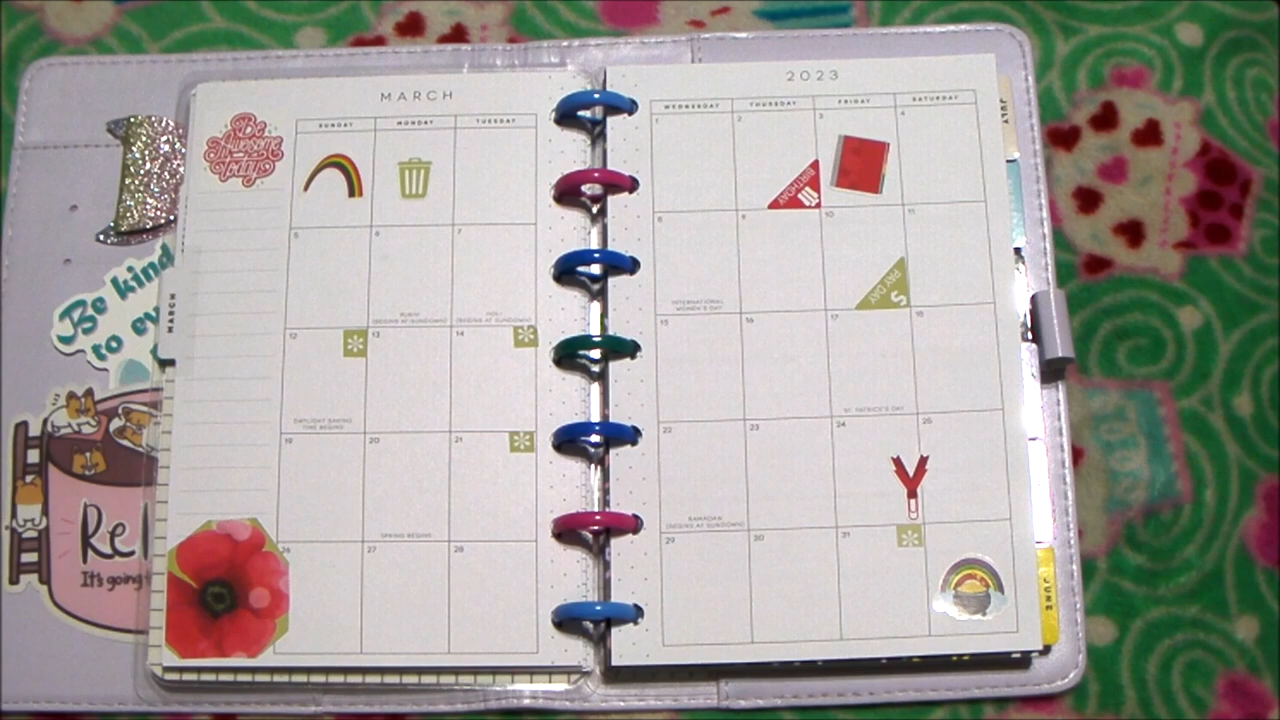 MARCH
2023
Be
Awesome
Today
SUNDAY MONDAY TUESDAY
WEDNESDAY THURSDAY FRIDAY SATURDAY
1 2 3 4
BIRTHDAY
5 6 7
PURIM
(BEGINS AT SUNDOWN)
HOLI
(BEGINS AT SUNDOWN)
8 9 10 11
INTERNATIONAL
WOMEN'S DAY
PAY DAY
$
12 13 14
DAYLIGHT SAVING
TIME BEGINS
15 16 17 18
ST. PATRICK'S DAY
19 20 21
SPRING BEGINS
22 23 24 25
RAMADAN
(BEGINS AT SUNDOWN)
26 27 28
29 30 31
MARCH
Be kind
to
It's going
JULY
JUNE